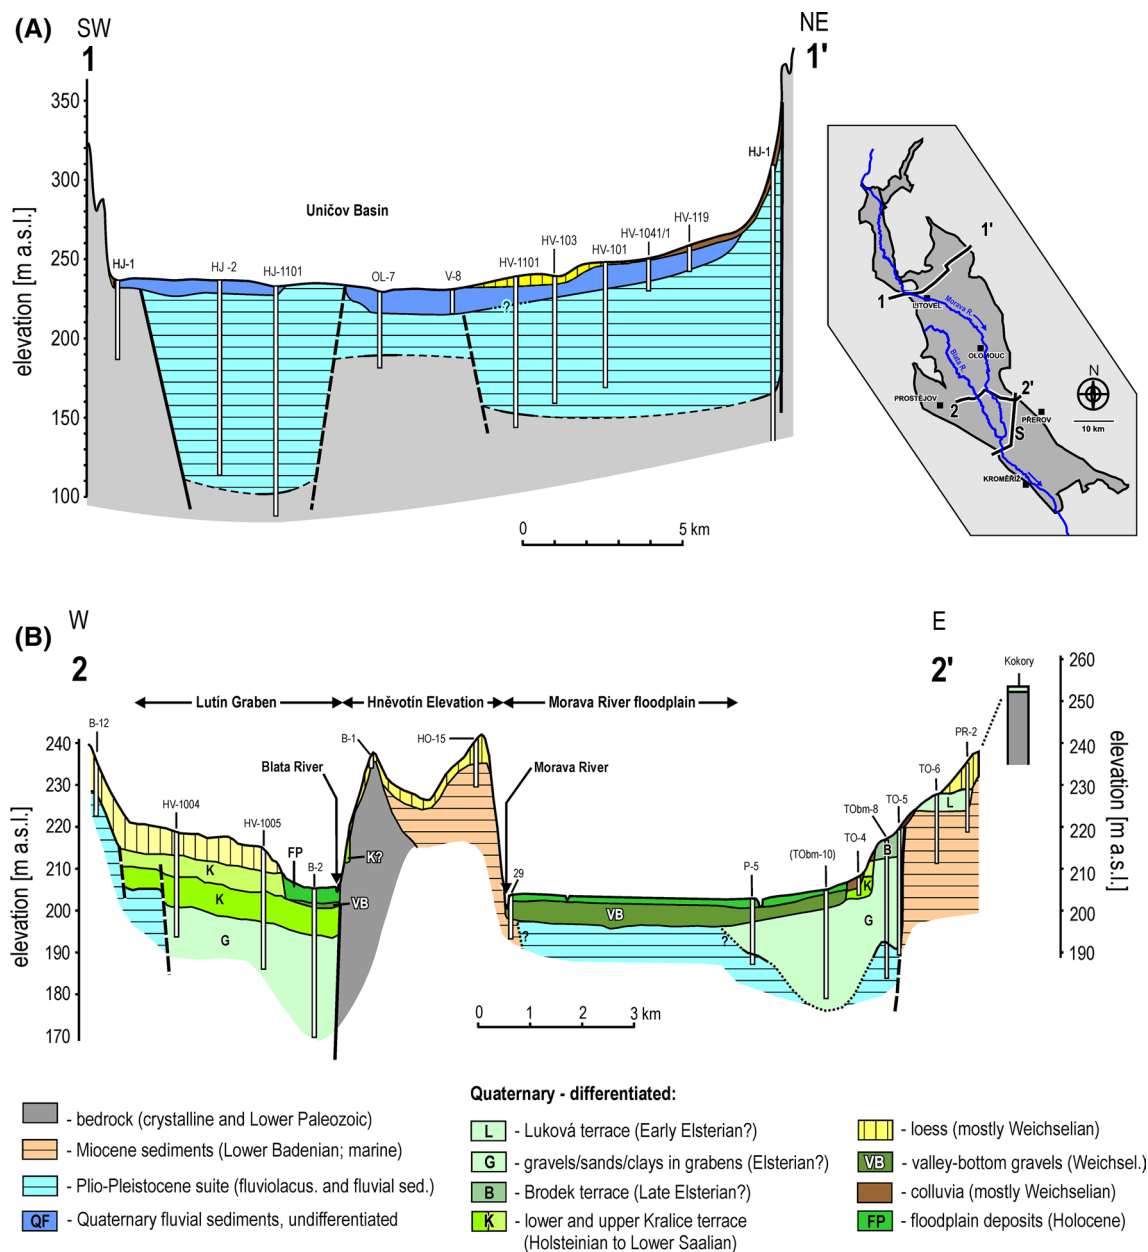 (A)
SW
1
NE
1'
elevation [m a.s.l.]
350
300
250
200
150
100
Uničov Basin
HJ-1
HJ -2
HJ-1101
OL-7
V-8
HV-1101
HV-103
HV-101
HV-1041/1
HV-119
HJ-1
?
0
5 km
1'
1
LITOVEL
Morava R.
Blata R.
OLOMOUC
PROSTĚJOV
2
2'
S
PŘEROV
KROMĚŘÍŽ
N
10 km
(B)
W
2
E
2'
Lutín Graben
Hněvotín Elevation
Morava River floodplain
elevation [m a.s.l.]
240
230
220
210
200
190
180
170
B-12
HV-1004
HV-1005
FP
B-2
Blata River
B-1
HO-15
Morava River
29
P-5
(TObm-10)
TO-4
TObm-8
TO-5
TO-6
PR-2
Kokory
K
K
G
VB
K?
VB
?
?
K
G
B
L
260
250
240
230
220
210
200
190
elevation [m a.s.l.]
0
1
2
3 km
- bedrock (crystalline and Lower Paleozoic)
- Miocene sediments (Lower Badenian; marine)
- Plio-Pleistocene suite (fluviolacus. and fluvial sed.)
QF - Quaternary fluvial sediments, undifferentiated
Quaternary - differentiated:
L - Luková terrace (Early Elsterian?)
G - gravels/sands/clays in grabens (Elsterian?)
B - Brodek terrace (Late Elsterian?)
K - lower and upper Kralice terrace
(Holsteinian to Lower Saalian)
- loess (mostly Weichselian)
VB - valley-bottom gravels (Weichsel.)
- colluvia (mostly Weichselian)
FP - floodplain deposits (Holocene)